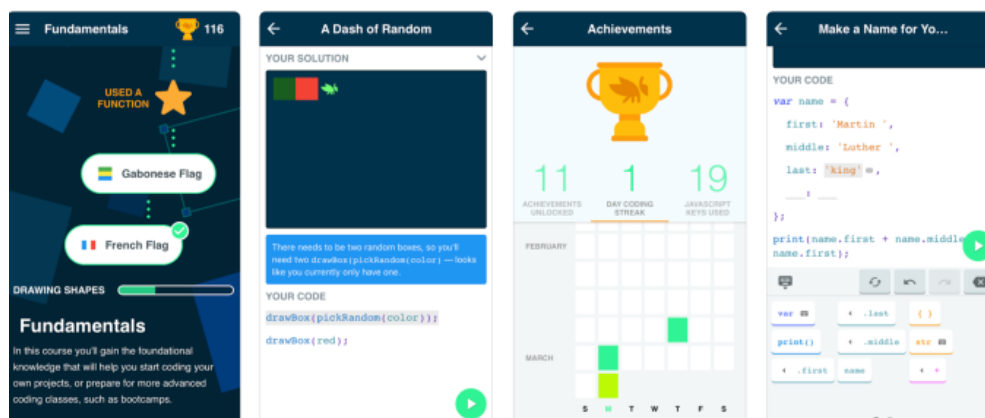 Fundamentals
116
USED A
FUNCTION
Gabonese Flag
French Flag
DRAWING SHAPES
Fundamentals
In this course you'll gain the foundational
knowledge that will help you start coding your
own projects, or prepare for more advanced
coding classes, such as bootcamps.
A Dash of Random
YOUR SOLUTION
There needs to be two random boxes, so you'll
need two drawBox(pickRandom(color) — looks
like you currently only have one.
YOUR CODE
drawBox(pickRandom(color));
drawBox(red);
Achievements
11
ACHIEVEMENTS
UNLOCKED
1
DAY CODING
STREAK
19
JAVASCRIPT
KEYS USED
FEBRUARY
MARCH
S M T W T F S
Make a Name for Yo...
YOUR CODE
var name = {
first: 'Martin ',
middle: 'Luther ',
last: 'king' ,
___: ___
};
print(name.first + name.middle
name.first);
var
.last
{ }
print()
.middle
str
.first
name
+